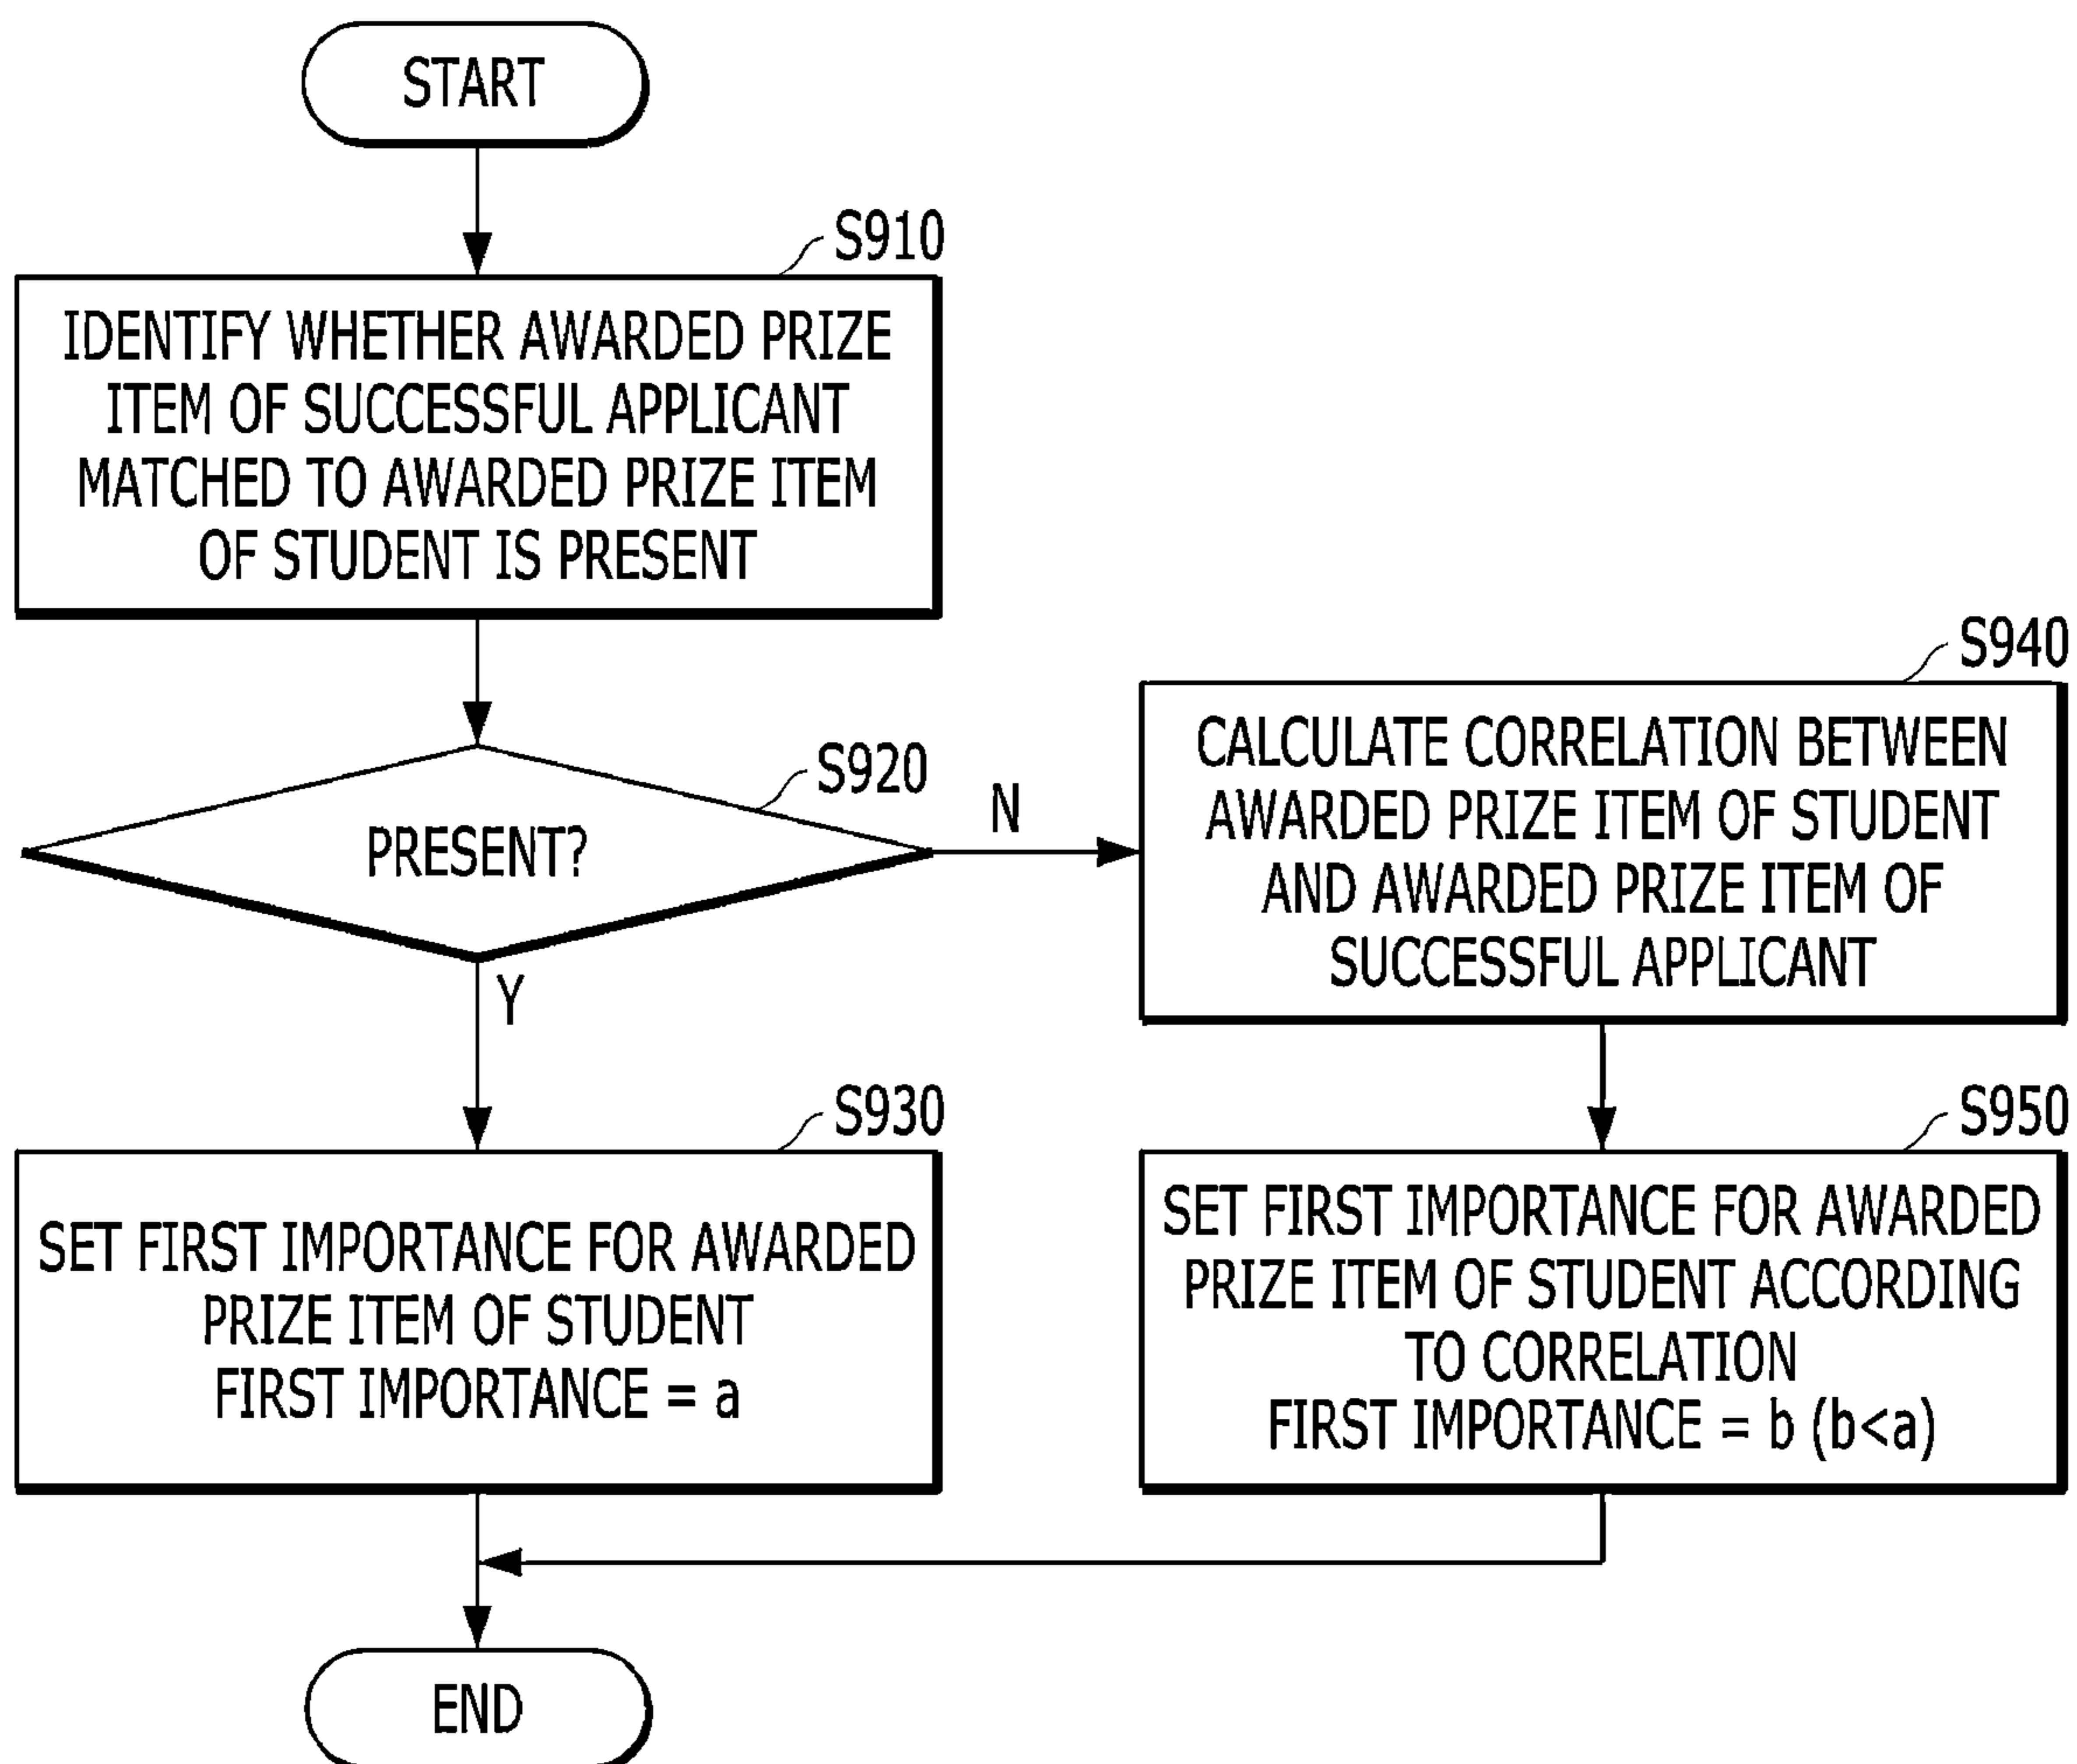 START
S910
IDENTIFY WHETHER AWARDED PRIZE
ITEM OF SUCCESSFUL APPLICANT
MATCHED TO AWARDED PRIZE ITEM
OF STUDENT IS PRESENT
S920
PRESENT?
N
Y
S940
CALCULATE CORRELATION BETWEEN
AWARDED PRIZE ITEM OF STUDENT
AND AWARDED PRIZE ITEM OF
SUCCESSFUL APPLICANT
S930
SET FIRST IMPORTANCE FOR AWARDED
PRIZE ITEM OF STUDENT
FIRST IMPORTANCE = a
S950
SET FIRST IMPORTANCE FOR AWARDED
PRIZE ITEM OF STUDENT ACCORDING
TO CORRELATION
FIRST IMPORTANCE = b (b<a)
END